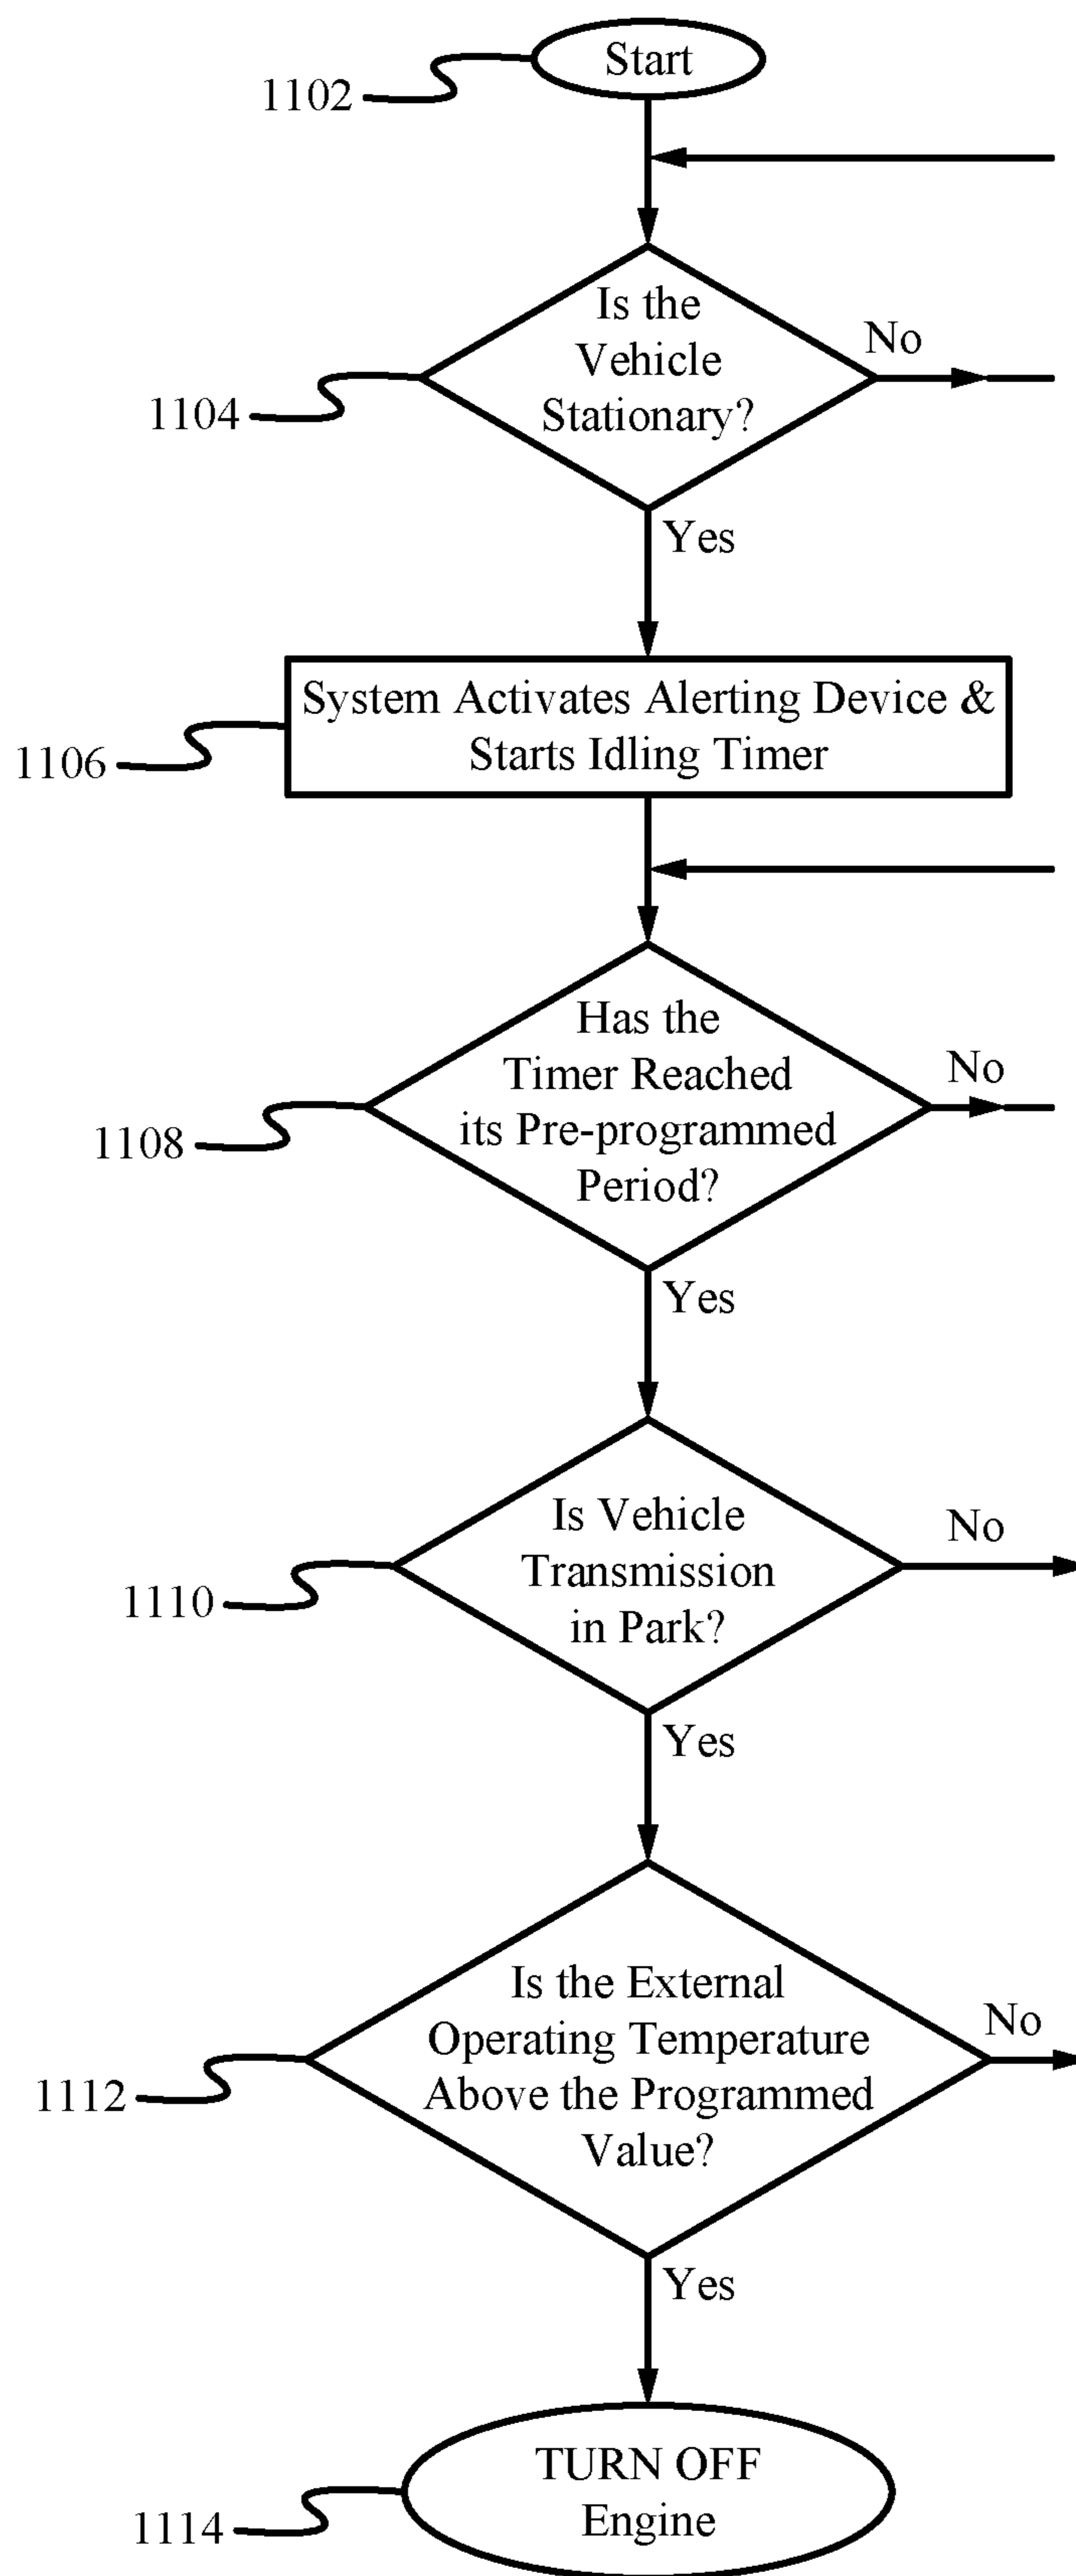 Start
1102
Is the
Vehicle
Stationary?
No
1104
Yes
System Activates Alerting Device &
Starts Idling Timer
1106
Has the
Timer Reached
its Pre-programmed
Period?
No
1108
Yes
Is Vehicle
Transmission
in Park?
No
1110
Yes
Is the External
Operating Temperature
Above the Programmed
Value?
No
1112
Yes
TURN OFF
Engine
1114